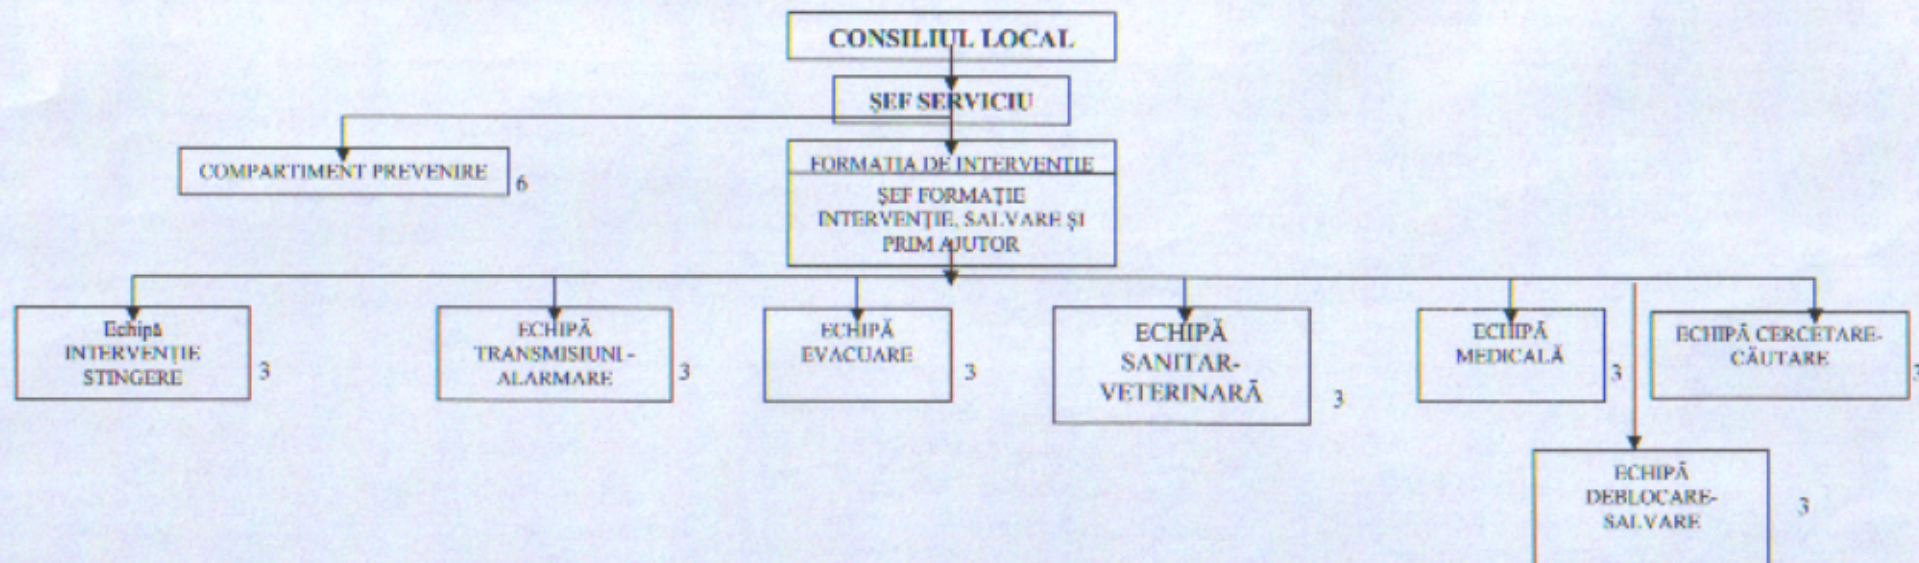 CONSILIUL LOCAL
ŞEF SERVICIU
COMPARTIMENT PREVENIRE
6
FORMAŢIA DE INTERVENŢIE
ŞEF FORMAŢIE
INTERVENŢIE, SALVARE ŞI
PRIM AJUTOR
Echipă
INTERVENŢIE
STINGERE
3
ECHIPĂ
TRANSMISIUNI -
ALARMARE
3
ECHIPĂ
EVACUARE
3
ECHIPĂ
SANITAR-
VETERINARĂ
3
ECHIPĂ
MEDICALĂ
3
ECHIPĂ CERCETARE-
CĂUTARE
3
ECHIPĂ
DEBLOCARE-
SALVARE
3